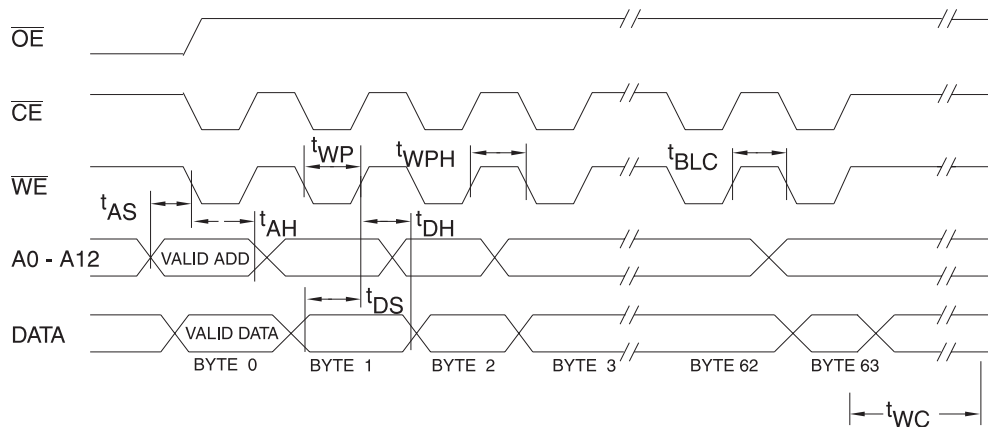 OE
CE
tWP
tWPH
tBLC
WE
tAS
tAH
tDH
A0 - A12
VALID ADD
tDS
DATA
VALID DATA
BYTE 0
BYTE 1
BYTE 2
BYTE 3
BYTE 62
BYTE 63
tWC